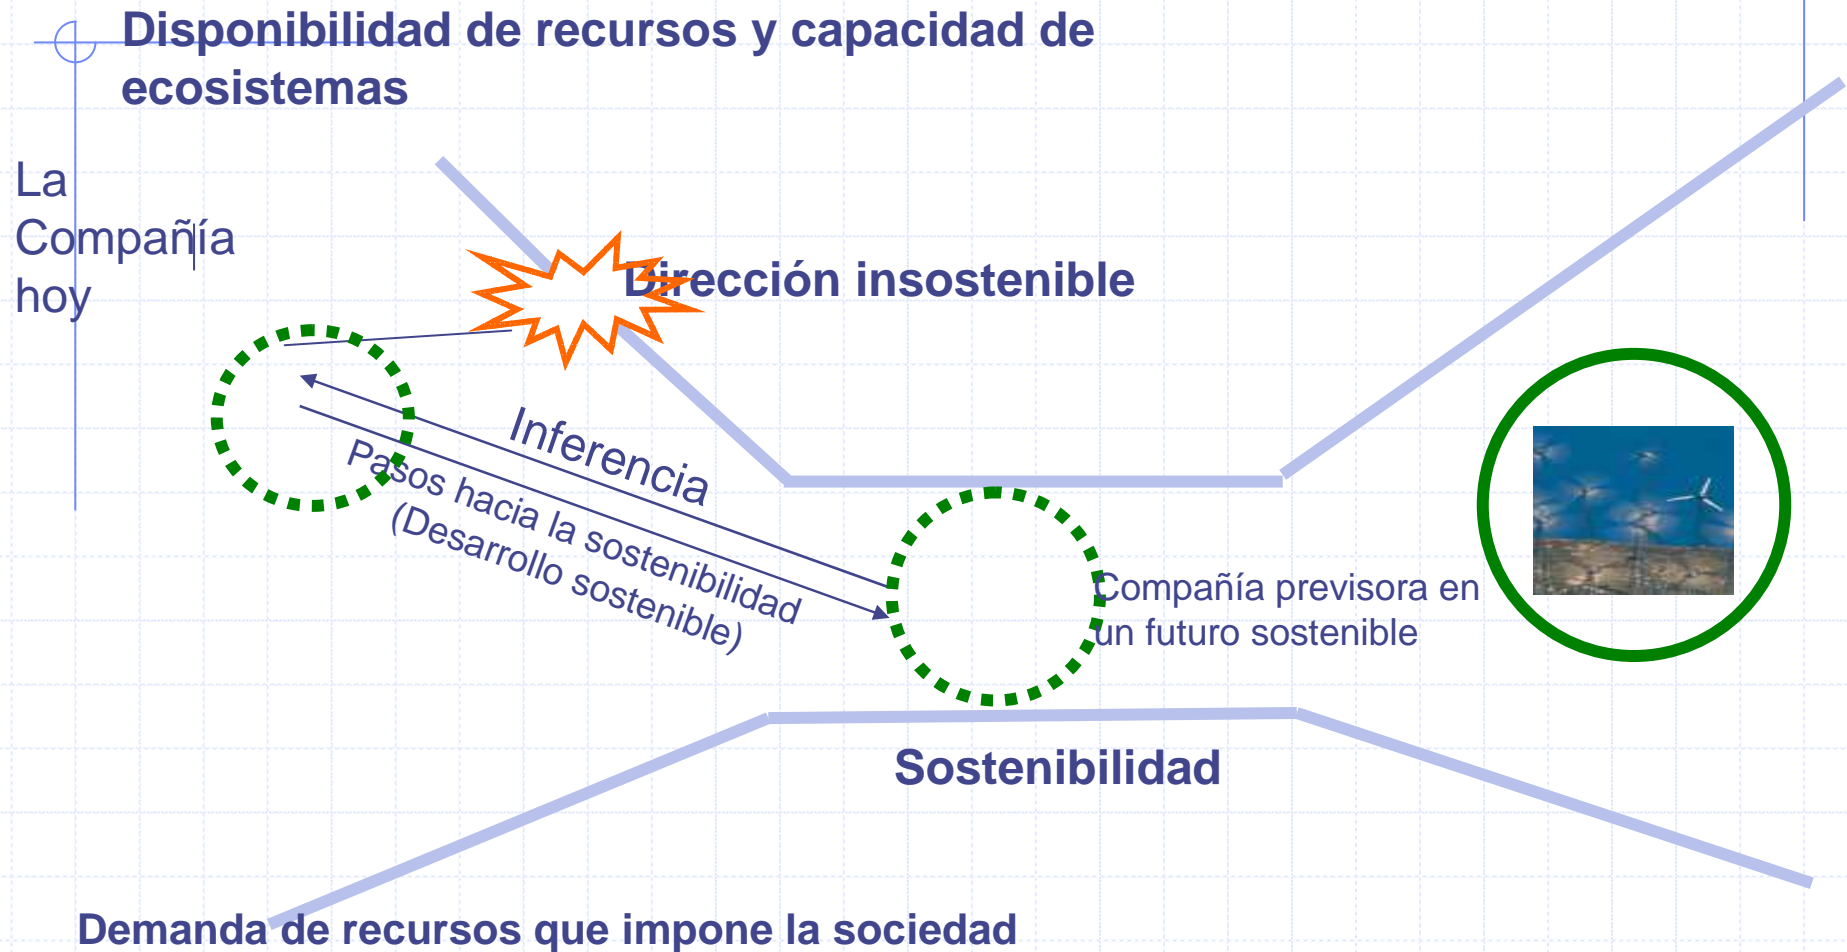 Disponibilidad de recursos y capacidad de
ecosistemas
La
Compañía
hoy
Dirección insostenible
Inferencia
Pasos hacia la sostenibilidad
(Desarrollo sostenible)
Compañía previsora en
un futuro sostenible
Sostenibilidad
Demanda de recursos que impone la sociedad